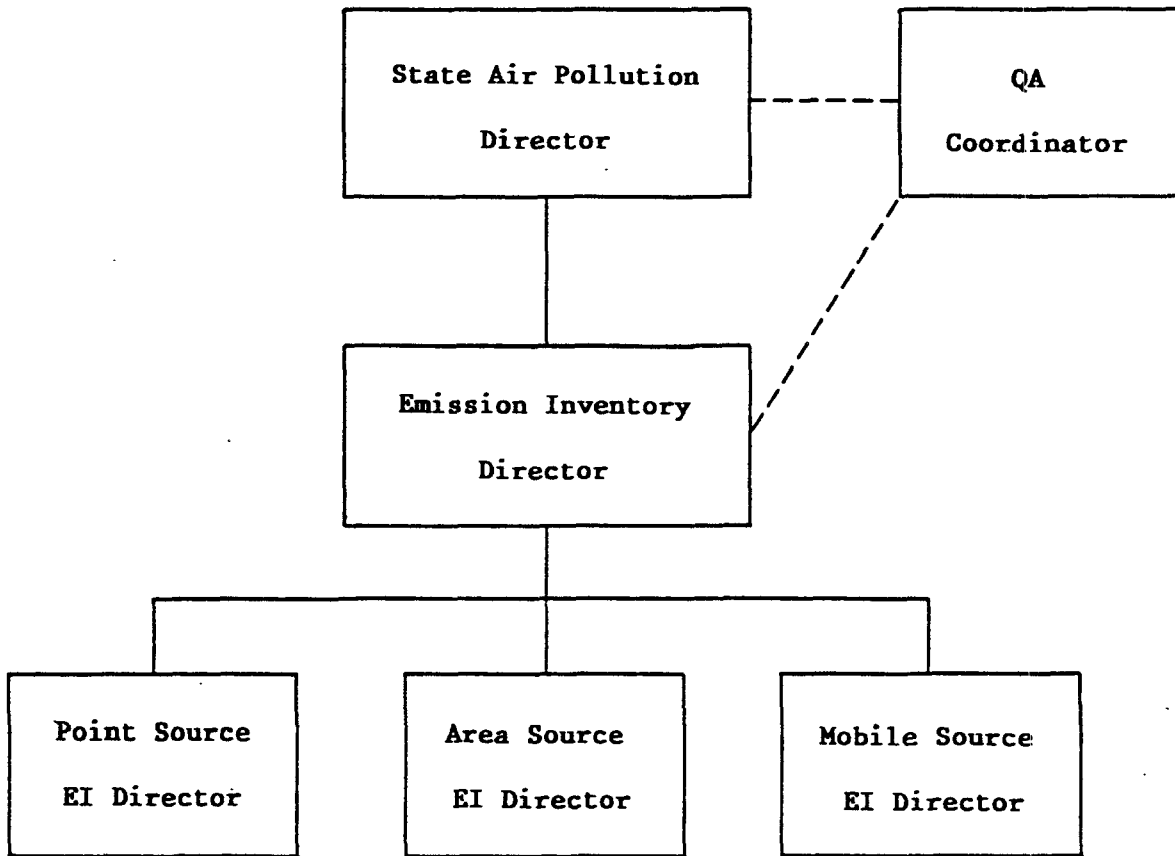 State Air Pollution
Director
QA
Coordinator
Emission Inventory
Director
Point Source
EI Director
Area Source
EI Director
Mobile Source
EI Director